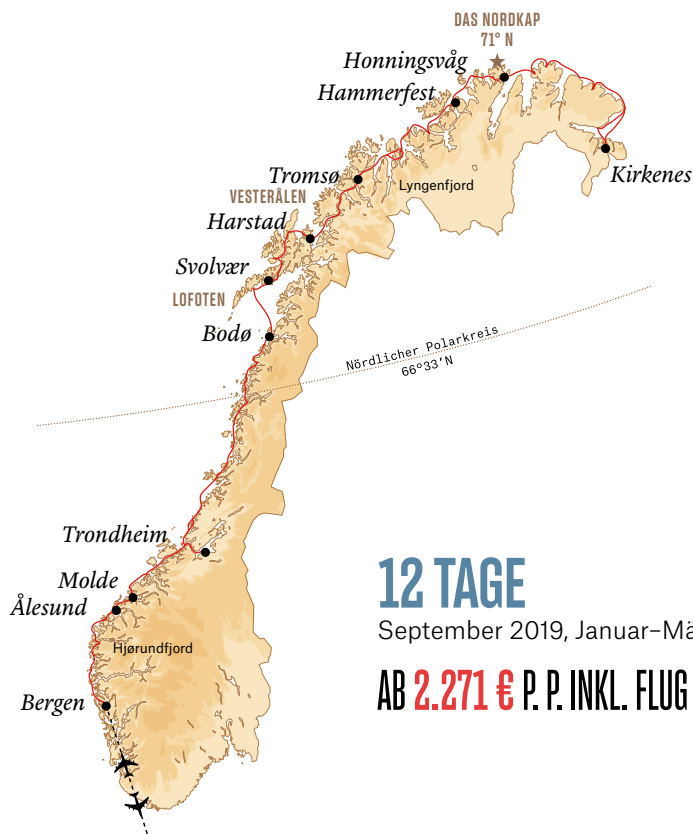 DAS NORDKAP
71° N
Honningsvåg
Hammerfest
Tromsø
Lyngenfjord
Kirkenes
VESTERÅLEN
Harstad
Svolvær
LOFOTEN
Bodø
Nördlicher Polarkreis
66°33'N
Trondheim
Molde
Ålesund
Hjørundfjord
Bergen
12 TAGE
September 2019, Januar–Mä
AB 2.271 € P. P. INKL. FLUG